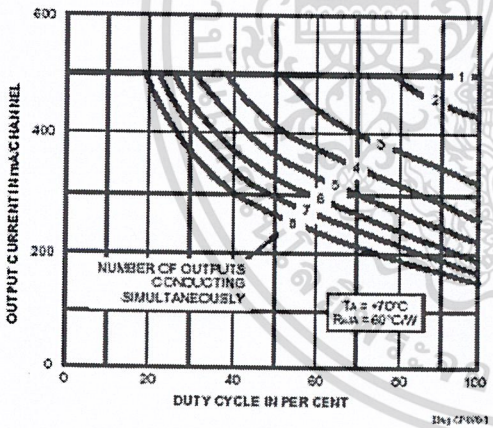 600
400
200
0
OUTPUT CURRENT IN mA/CHANNEL
1
2
3
4
5
6
7
8
NUMBER OF OUTPUTS
CONDUCTING
SIMULTANEOUSLY
TA = +70°C
= 60°C/W
0
20
40
60
80
100
DUTY CYCLE IN PER CENT